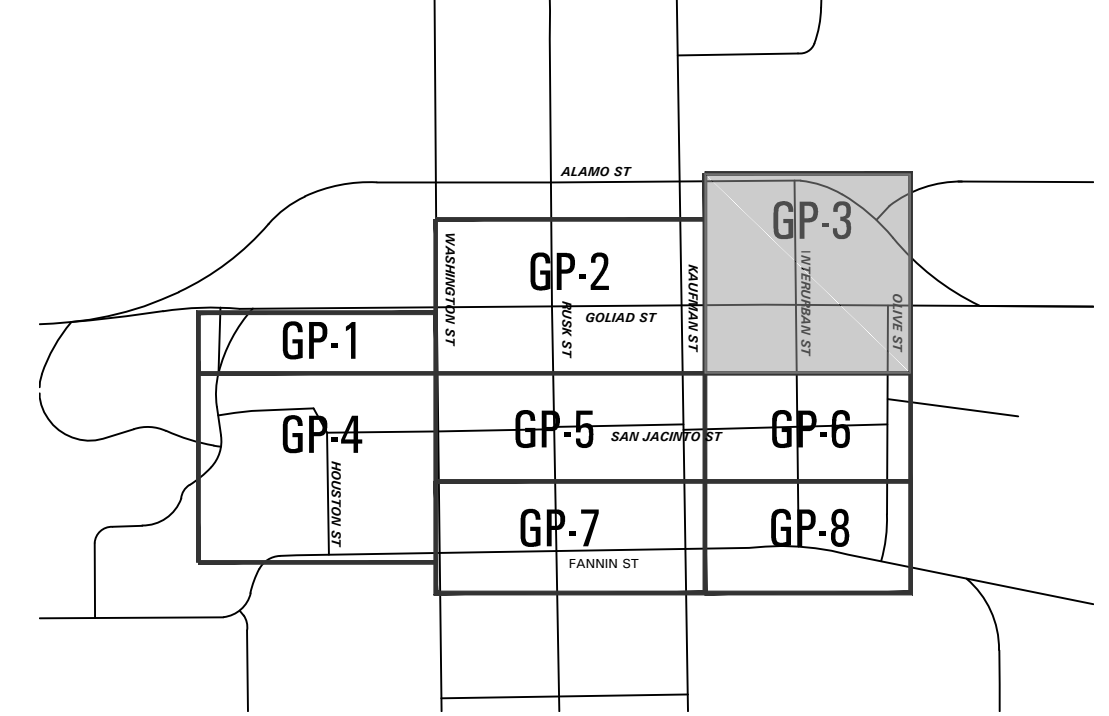 ALAMO ST
GP-3
GP-2
WASHINGTON ST
RUSK ST
GOLIAD ST
KAUFMAN ST
INTERURBAN ST
OLIVE ST
GP-1
GP-4
GP-5
SAN JACINTO ST
GP-6
HOUSTON ST
GP-7
GP-8
FANNIN ST